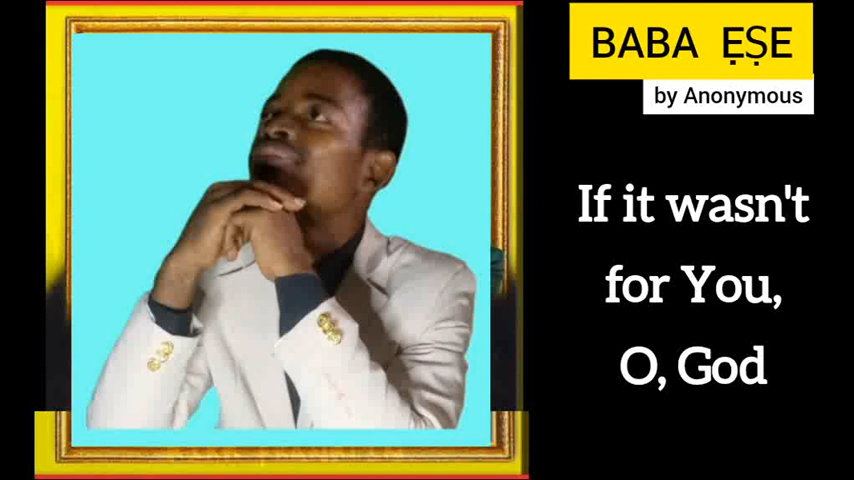 BABA ẸṢE
by Anonymous
If it wasn't
for You,
O, God